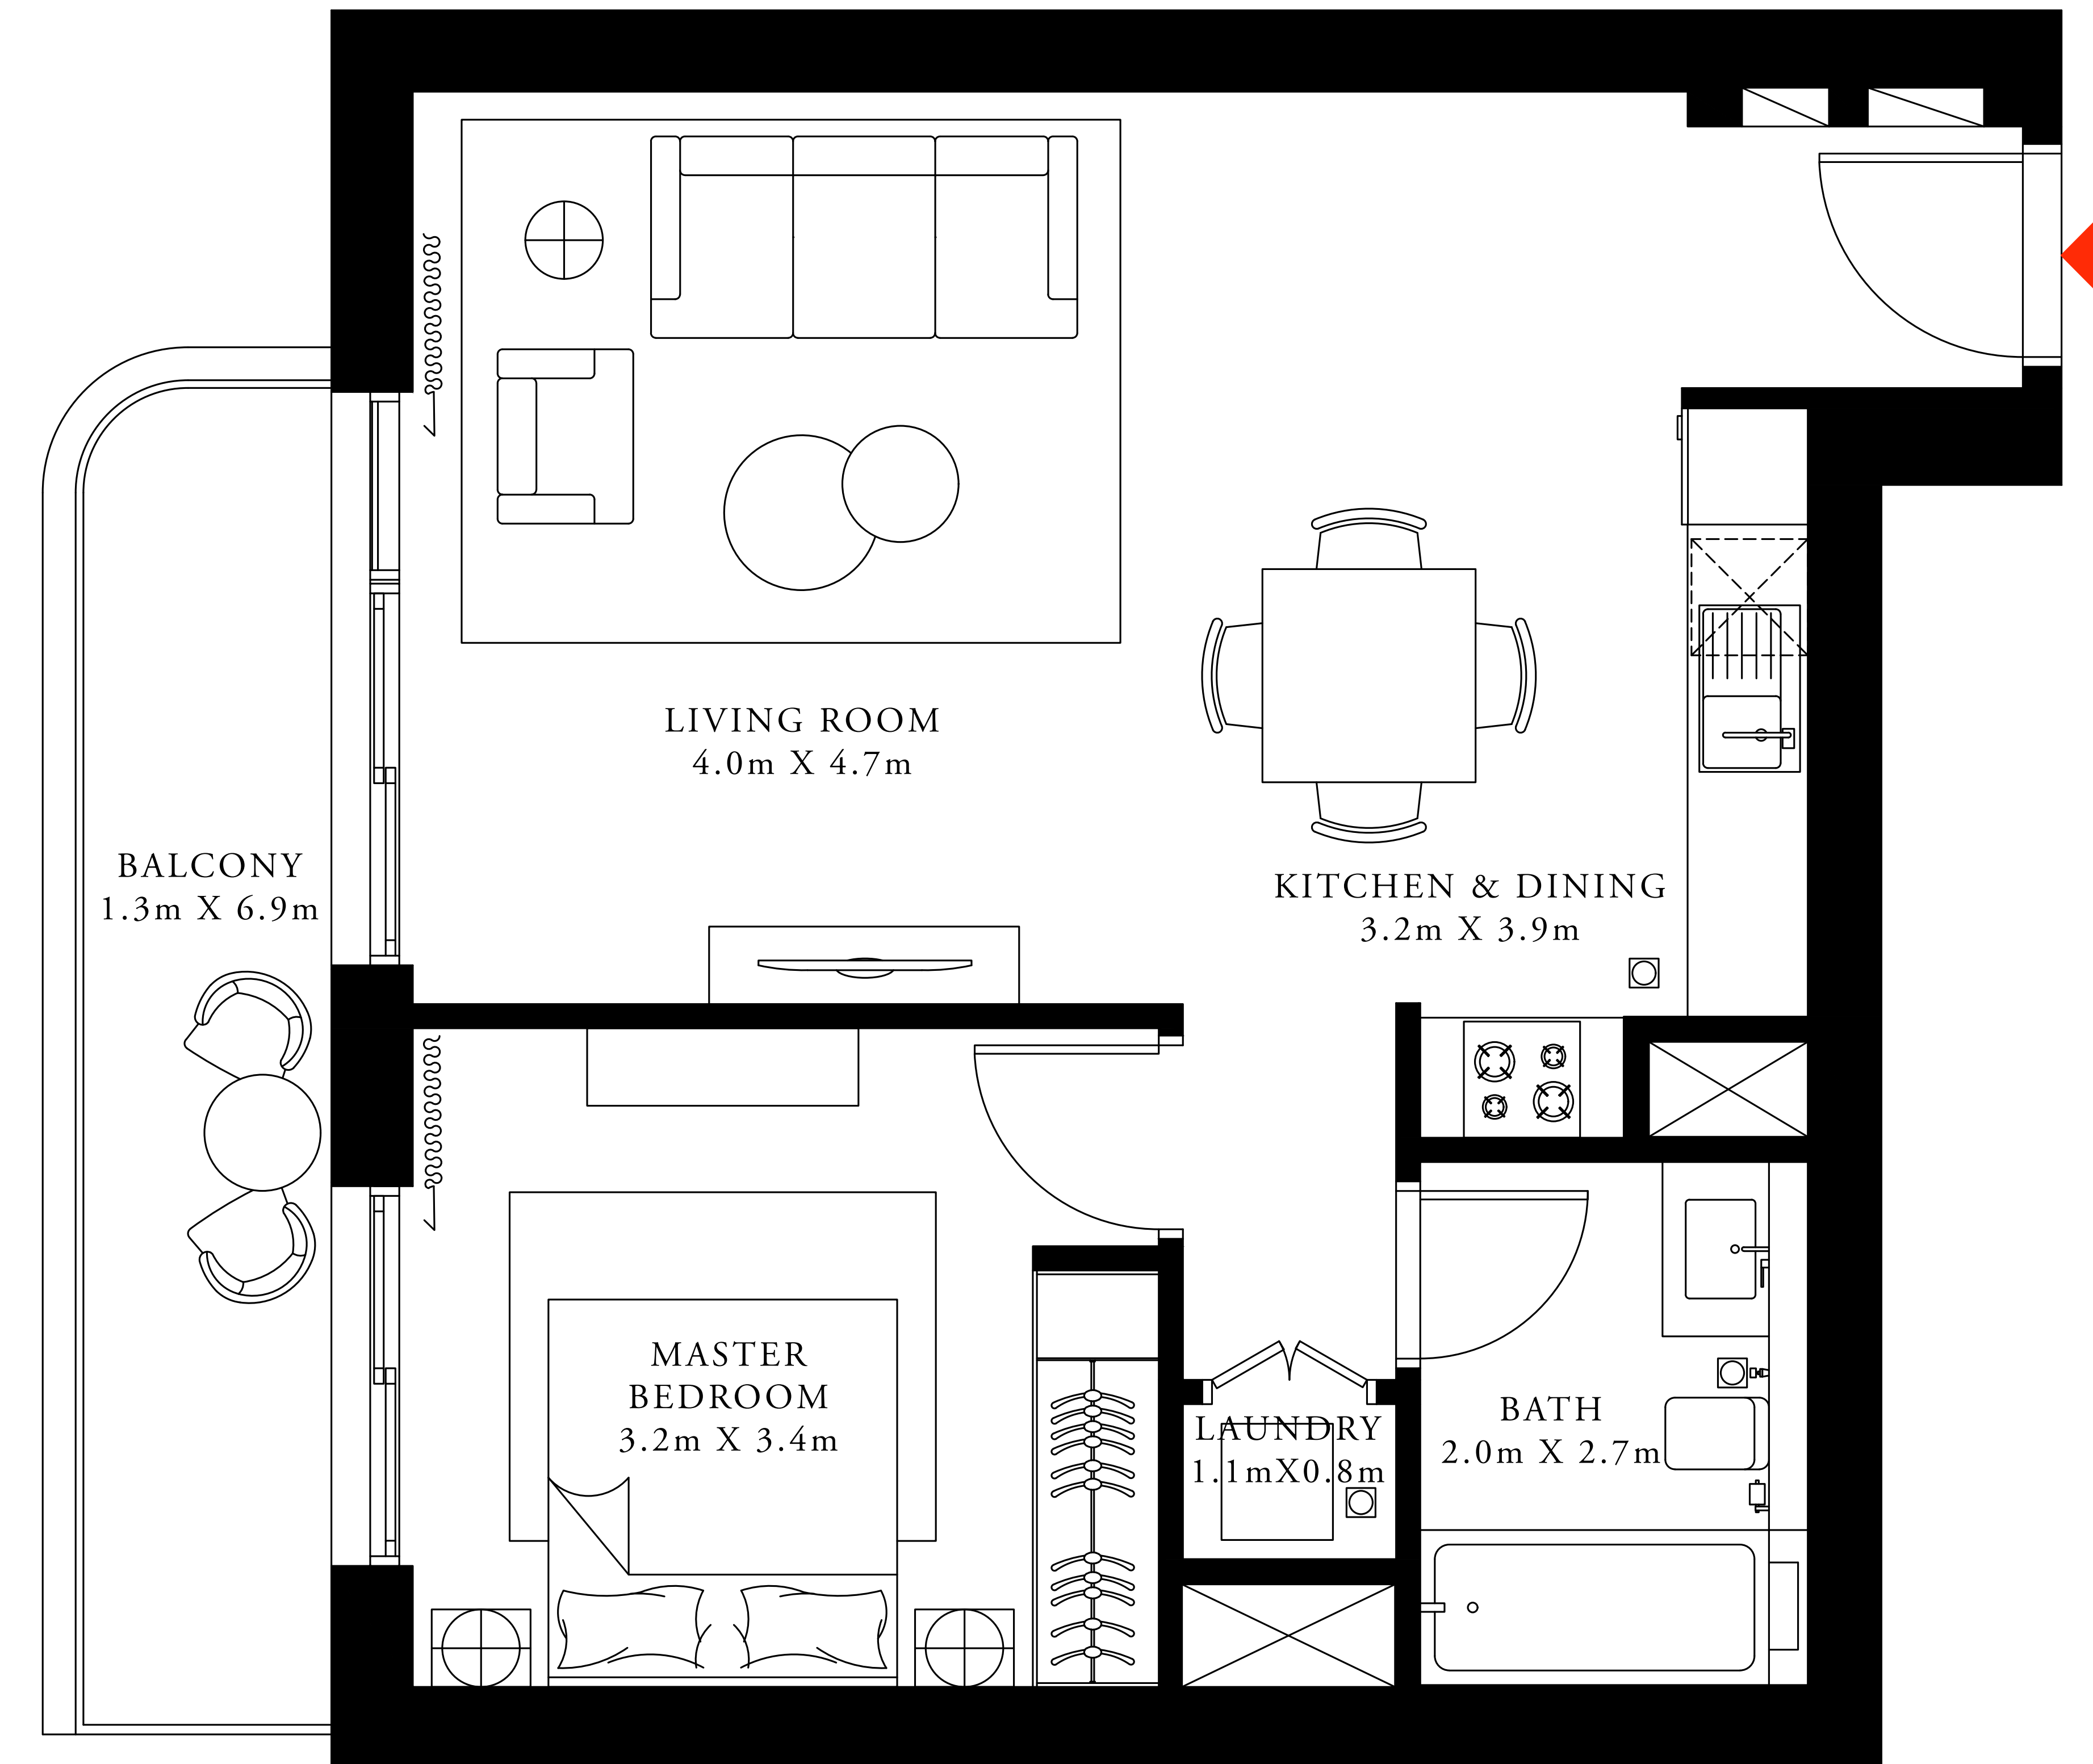 LIVING ROOM
4.0m X 4.7m
BALCONY
1.3m X 6.9m
KITCHEN & DINING
3.2m X 3.9m
MASTER
BEDROOM
3.2m X 3.4m
LAUNDRY
1.1mX0.8m
BATH
2.0m X 2.7m